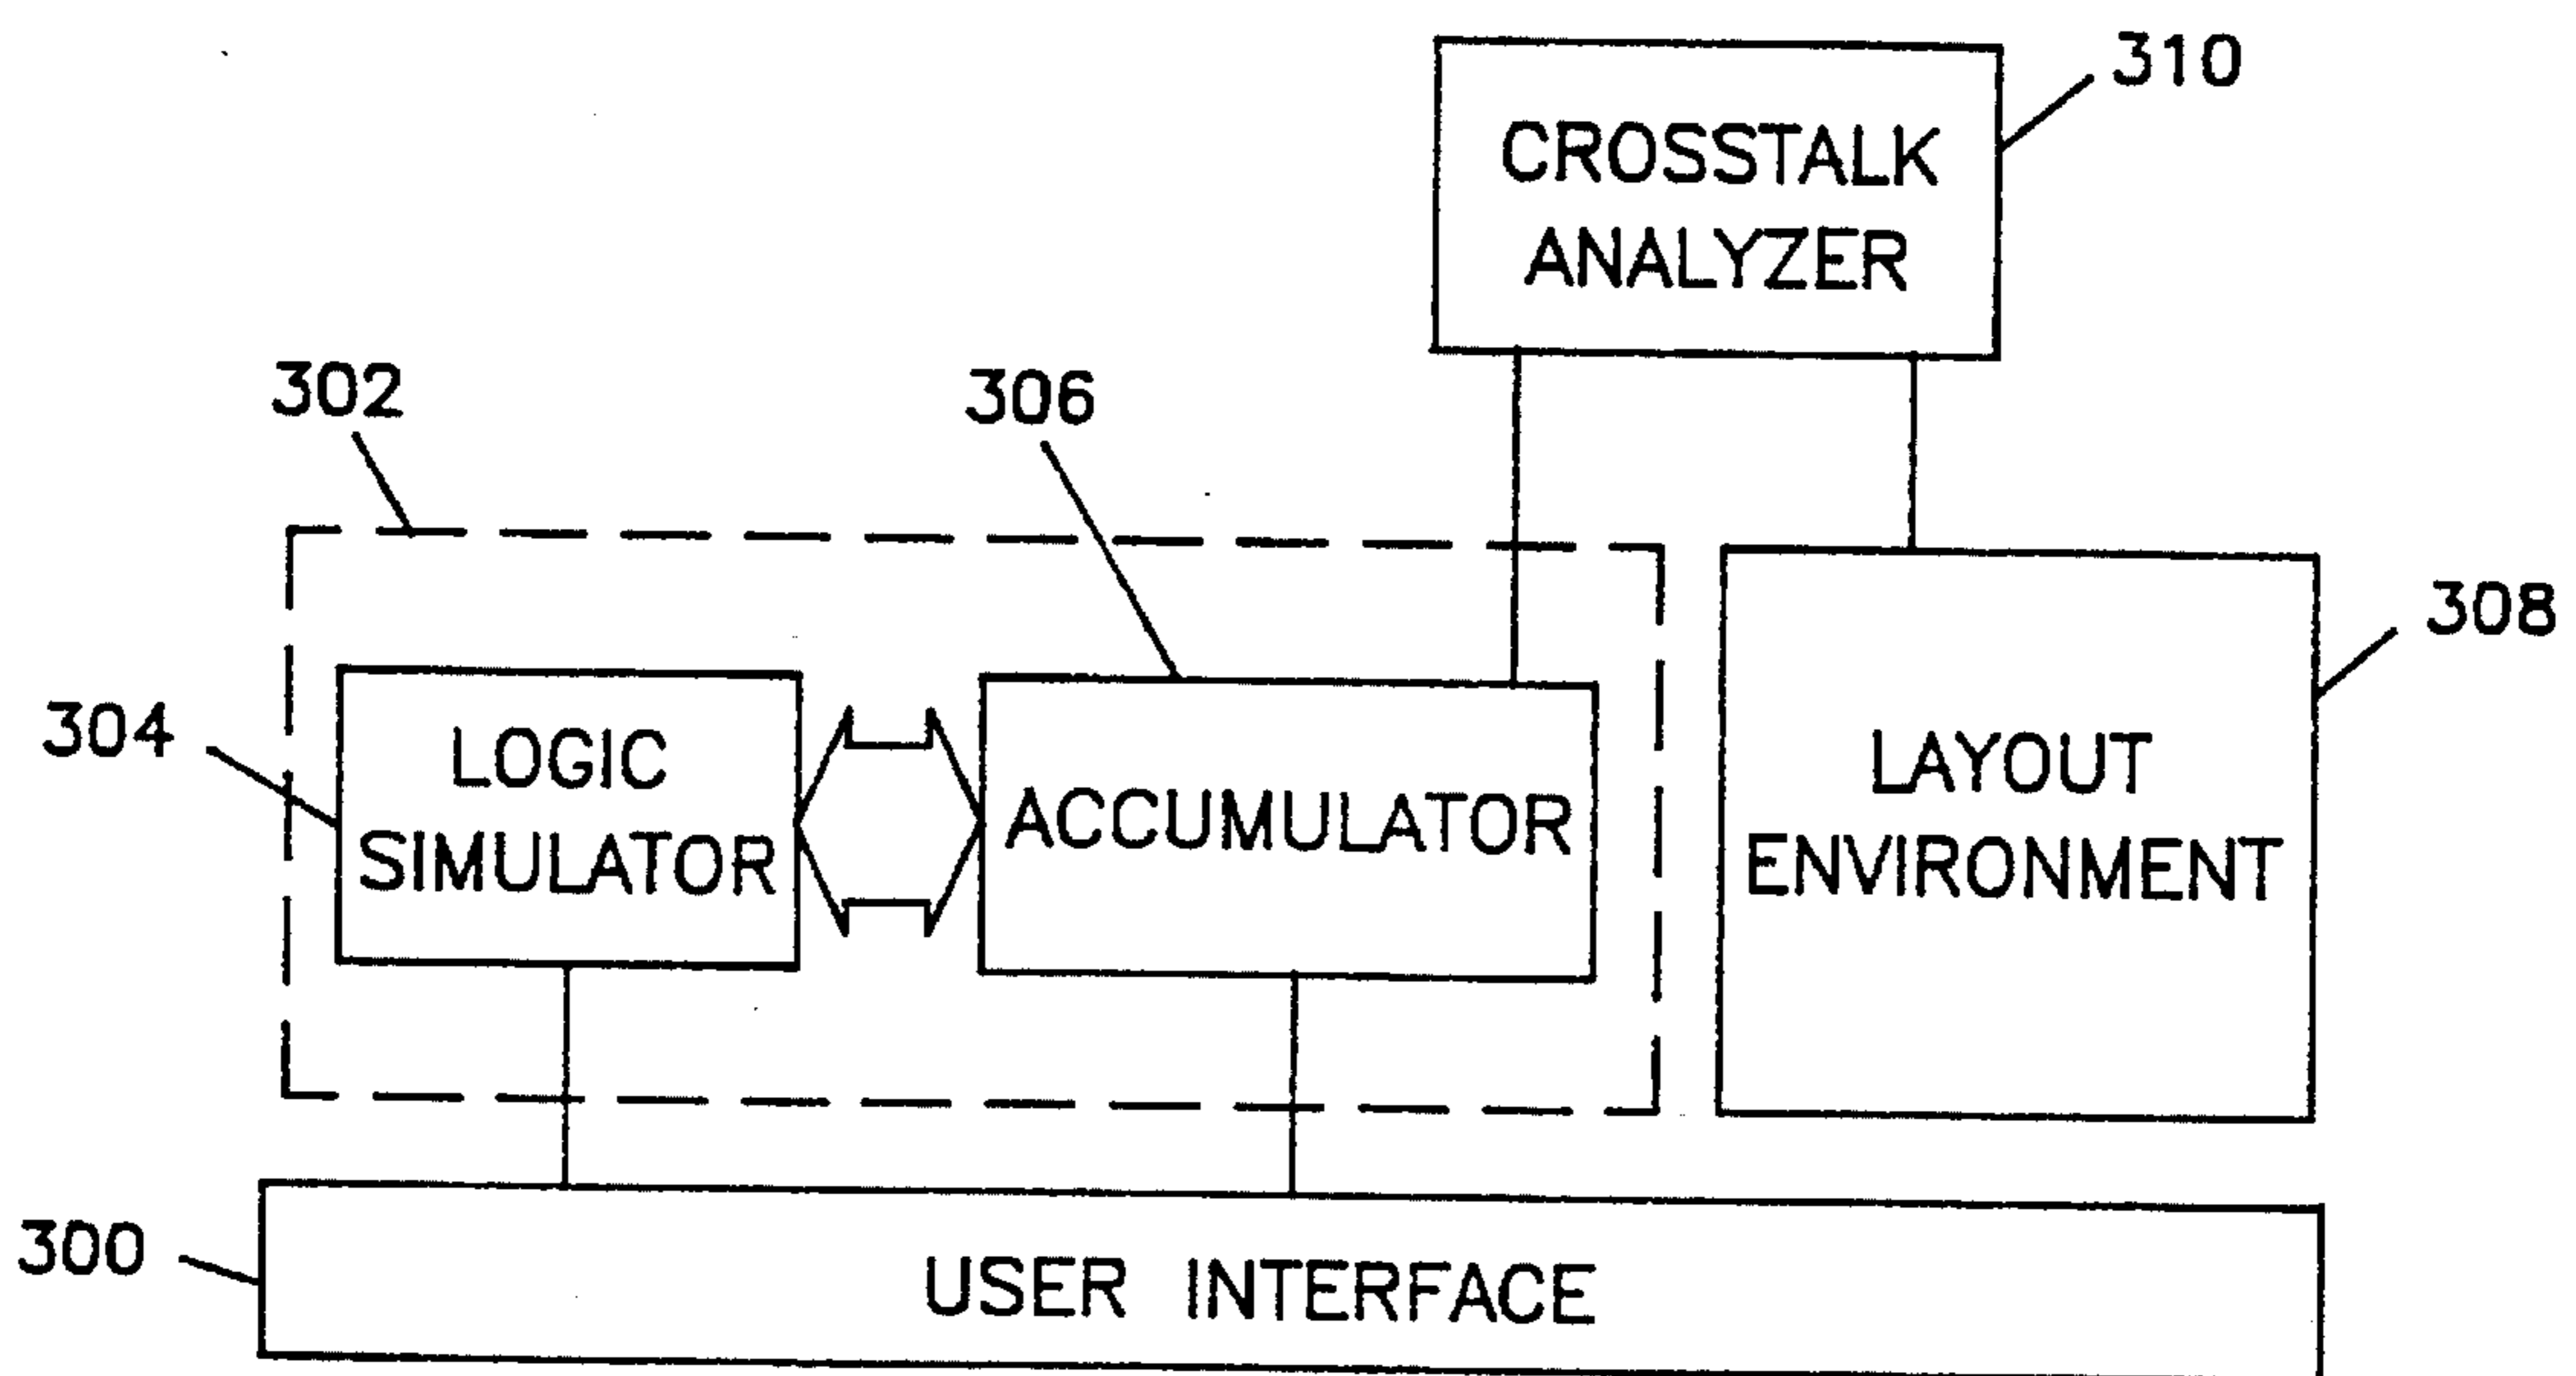 310
CROSSTALK
ANALYZER
302
306
308
304
LOGIC
SIMULATOR
ACCUMULATOR
LAYOUT
ENVIRONMENT
300
USER INTERFACE